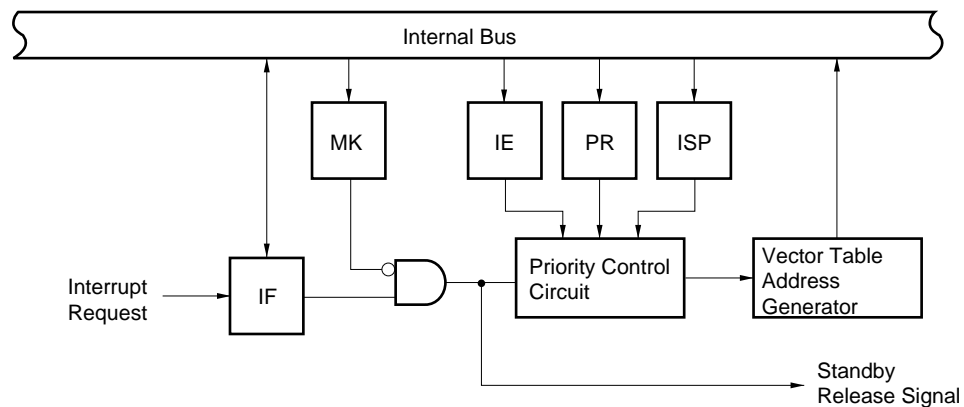 Internal Bus
MK
IE
PR
ISP
Interrupt
Request
IF
Priority Control
Circuit
Vector Table
Address
Generator
Standby
Release Signal